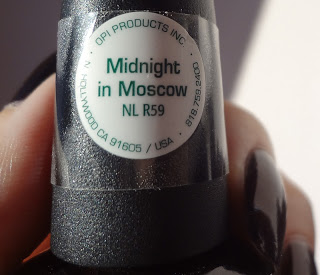 OPI PRODUCTS INC · 818.759.2400
Midnight
in Moscow
NL R59
N. HOLLYWOOD CA 91605 / USA